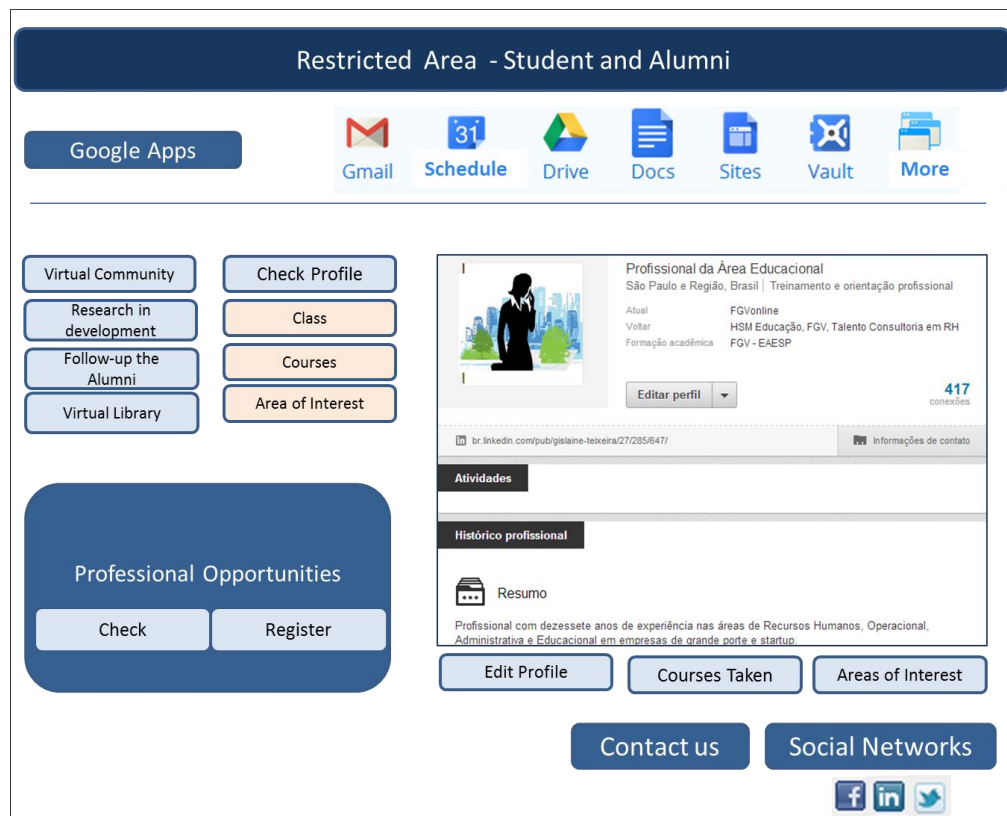 Restricted Area - Student and Alumni
Google Apps
Gmail
31
Schedule
Drive
Docs
Sites
Vault
More
Virtual Community
Research in
development
Follow-up the
Alumni
Virtual Library
Check Profile
Class
Courses
Area of Interest
Profissional da Área Educacional
São Paulo e Região, Brasil | Treinamento e orientação profissional
Atual FGVonline
Voltar HSM Educação, FGV, Talento Consultoria em RH
Formação acadêmica FGV - EAESP
Editar perfil
417
conexões
in br.linkedin.com/pub/gislaine-teixeira/27/285/647/
Informações de contato
Atividades
Histórico profissional
Resumo
Profissional com dezessete anos de experiência nas áreas de Recursos Humanos, Operacional,
Administrativa e Educacional em empresas de grande porte e startup.
Professional Opportunities
Check
Register
Edit Profile
Courses Taken
Areas of Interest
Contact us
Social Networks
f in